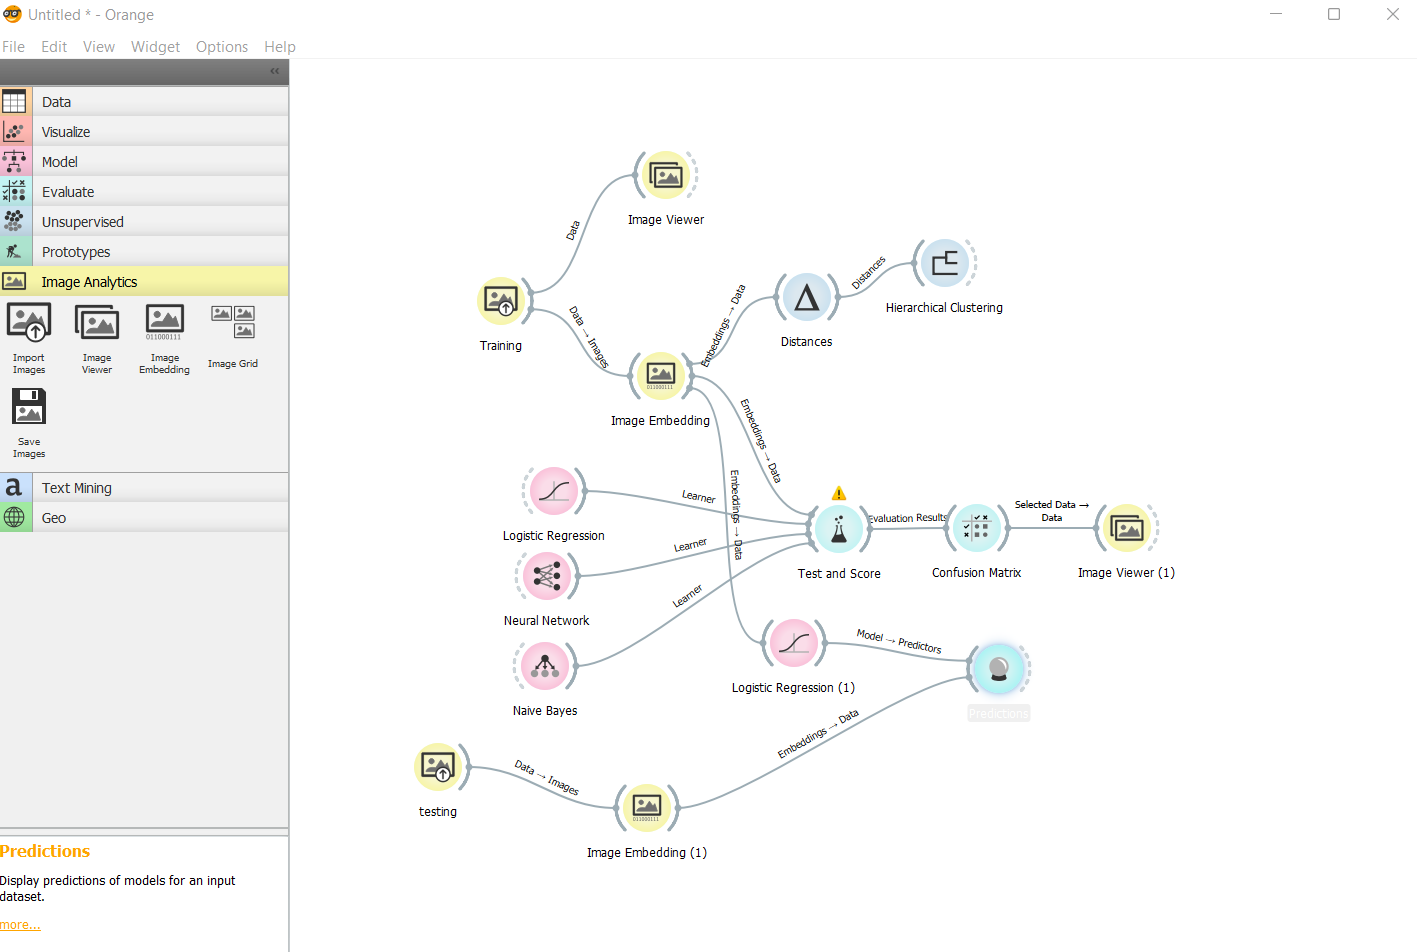 Untitled * - Orange
File Edit View Widget Options Help
Data
Visualize
Model
Evaluate
Unsupervised
Prototypes
Image Analytics
Import Images
Image Viewer
Image Embedding
011000111
Image Grid
Save Images
a
Text Mining
Geo
Predictions
Display predictions of models for an input
dataset.
more...
Image Viewer
Data
Training
Data → Images
011000111
Image Embedding
Embeddings → Data
Distances
Distances
Hierarchical Clustering
Embeddings → Data
Embeddings → Data
Logistic Regression
Learner
Neural Network
Learner
Naive Bayes
Learner
Test and Score
Evaluation Results
Confusion Matrix
Selected Data →
Data
Image Viewer (1)
Logistic Regression (1)
Model → Predictors
Predictions
testing
Data → Images
011000111
Image Embedding (1)
Embeddings → Data